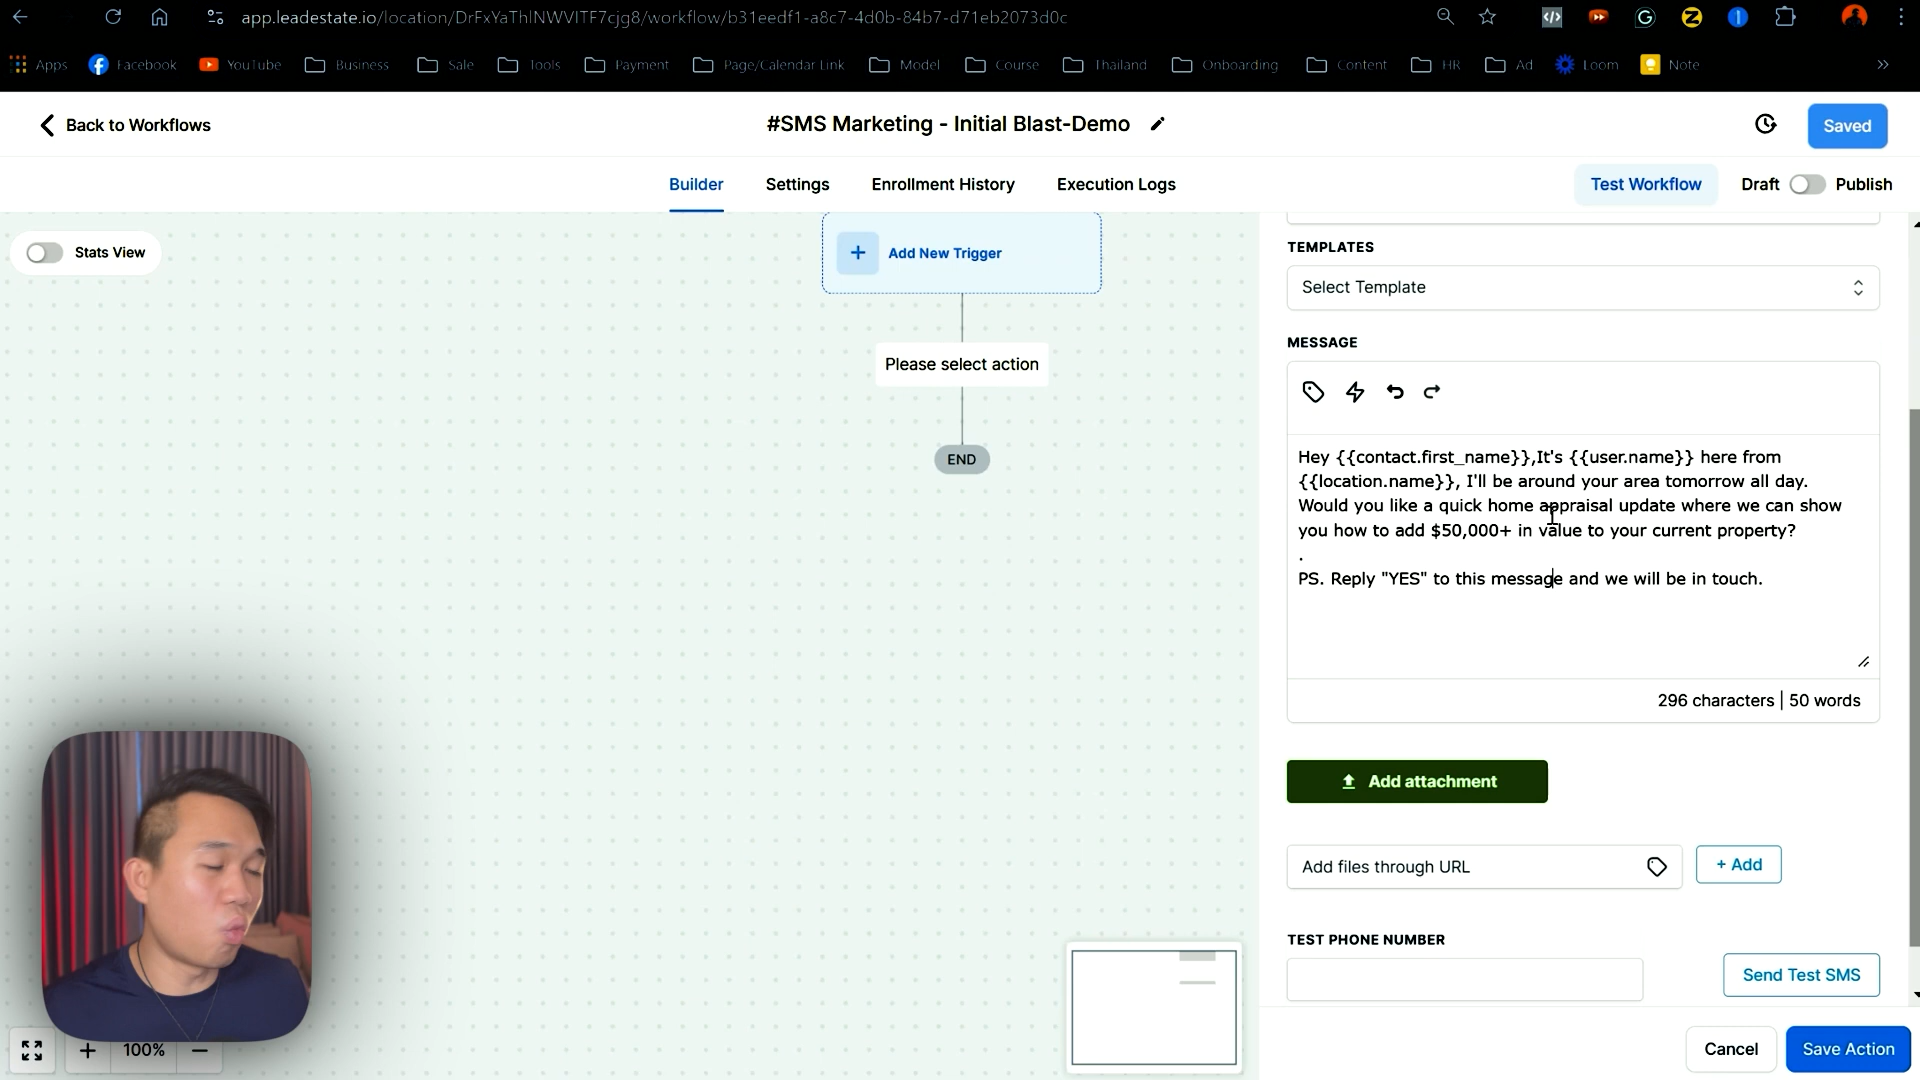 app.leadestate.io/location/DrFxYaThlNWVITF7cjg8/workflow/b31eedf1-a8c7-4d0b-84b7-d71eb2073d0c
Apps Facebook YouTube Business Sale Tools Payment Page/Calendar Link Model Course Thailand Onboarding Content HR Ad Loom Note
Back to Workflows
#SMS Marketing - Initial Blast-Demo
Saved
Builder Settings Enrollment History Execution Logs
Test Workflow
Draft Publish
Stats View
Add New Trigger
Please select action
END
100%
TEMPLATES
Select Template
MESSAGE
Hey {{contact.first_name}},It's {{user.name}} here from
{{location.name}}, I'll be around your area tomorrow all day.
Would you like a quick home appraisal update where we can show
you how to add $50,000+ in value to your current property?
.
PS. Reply "YES" to this message and we will be in touch.
296 characters | 50 words
Add attachment
Add files through URL
+ Add
TEST PHONE NUMBER
Send Test SMS
Cancel
Save Action